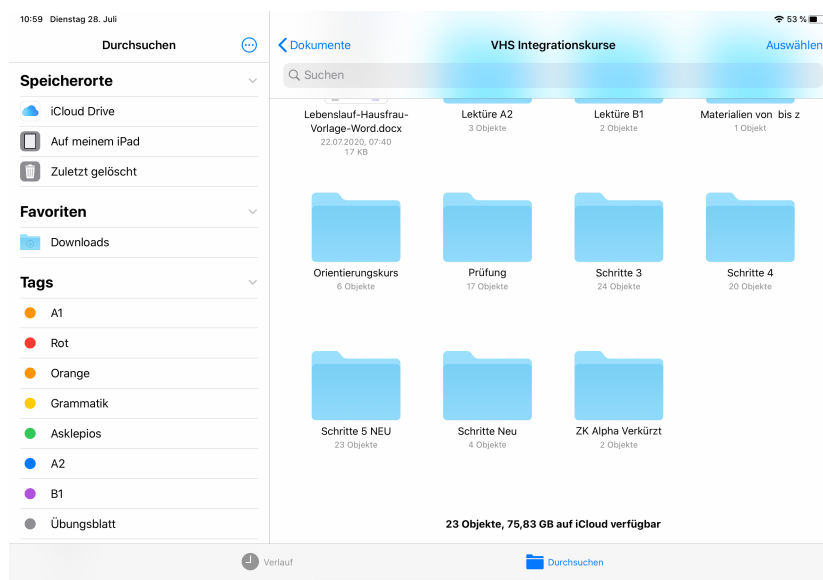 10:59 Dienstag 28. Juli
53 %
Durchsuchen
Speicherorte
iCloud Drive
Auf meinem iPad
Zuletzt gelöscht
Favoriten
Downloads
Tags
A1
Rot
Orange
Grammatik
Asklepios
A2
B1
Übungsblatt
Dokumente
VHS Integrationskurse
Auswählen
Suchen
Lebenslauf-Hausfrau-
Vorlage-Word.docx
22.07.2020, 07:40
17 KB
Lektüre A2
3 Objekte
Lektüre B1
2 Objekte
Materialien von bis z
1 Objekt
Orientierungskurs
6 Objekte
Prüfung
17 Objekte
Schritte 3
24 Objekte
Schritte 4
20 Objekte
Schritte 5 NEU
23 Objekte
Schritte Neu
4 Objekte
ZK Alpha Verkürzt
2 Objekte
23 Objekte, 75,83 GB auf iCloud verfügbar
Verlauf
Durchsuchen